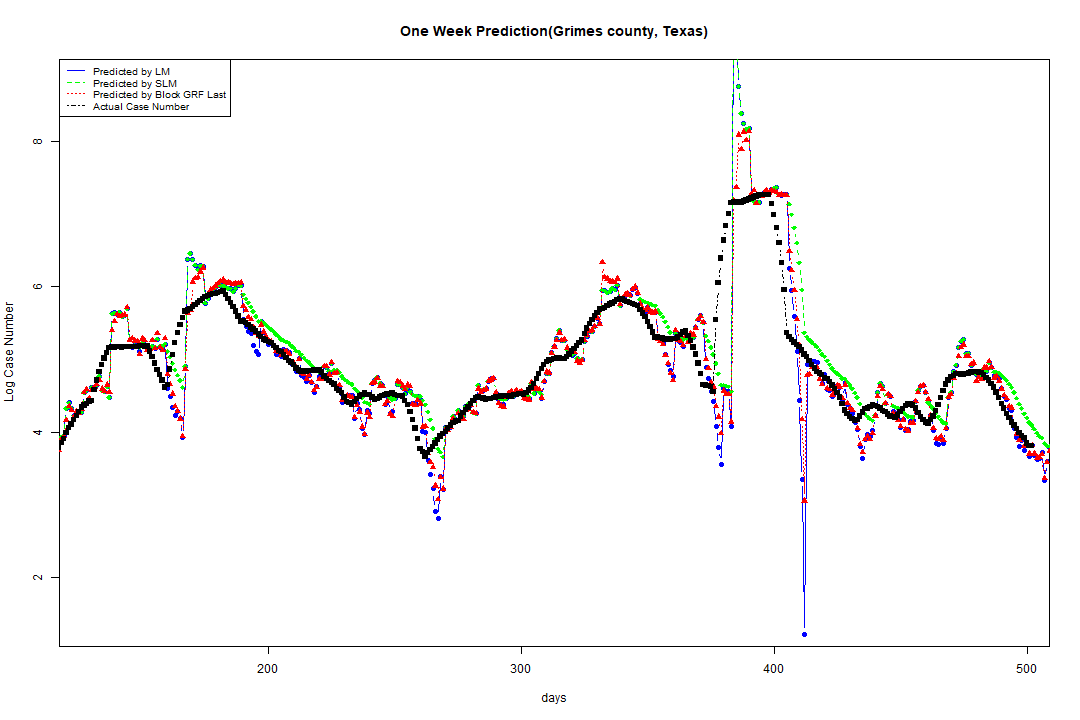 One Week Prediction(Grimes county, Texas)
Predicted by LM
Predicted by SLM
Predicted by Block GRF Last
Actual Case Number
8
6
4
2
Log Case Number
200 300 400 500
days